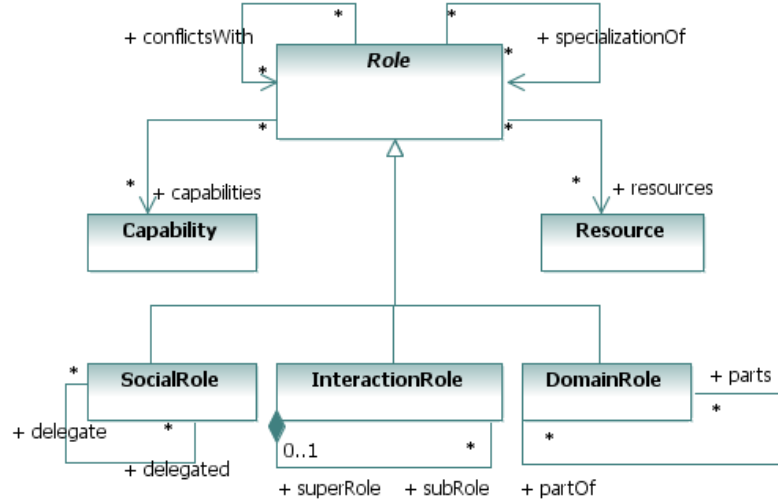 * *
+ conflictsWith
+ specializationOf
Role
* *
* *
* *
+ capabilities
+ resources
Capability
Resource
*
SocialRole
InteractionRole
DomainRole
+ parts
*
+ delegate
*
0..1
*
*
+ delegated
+ superRole
+ subRole
+ partOf